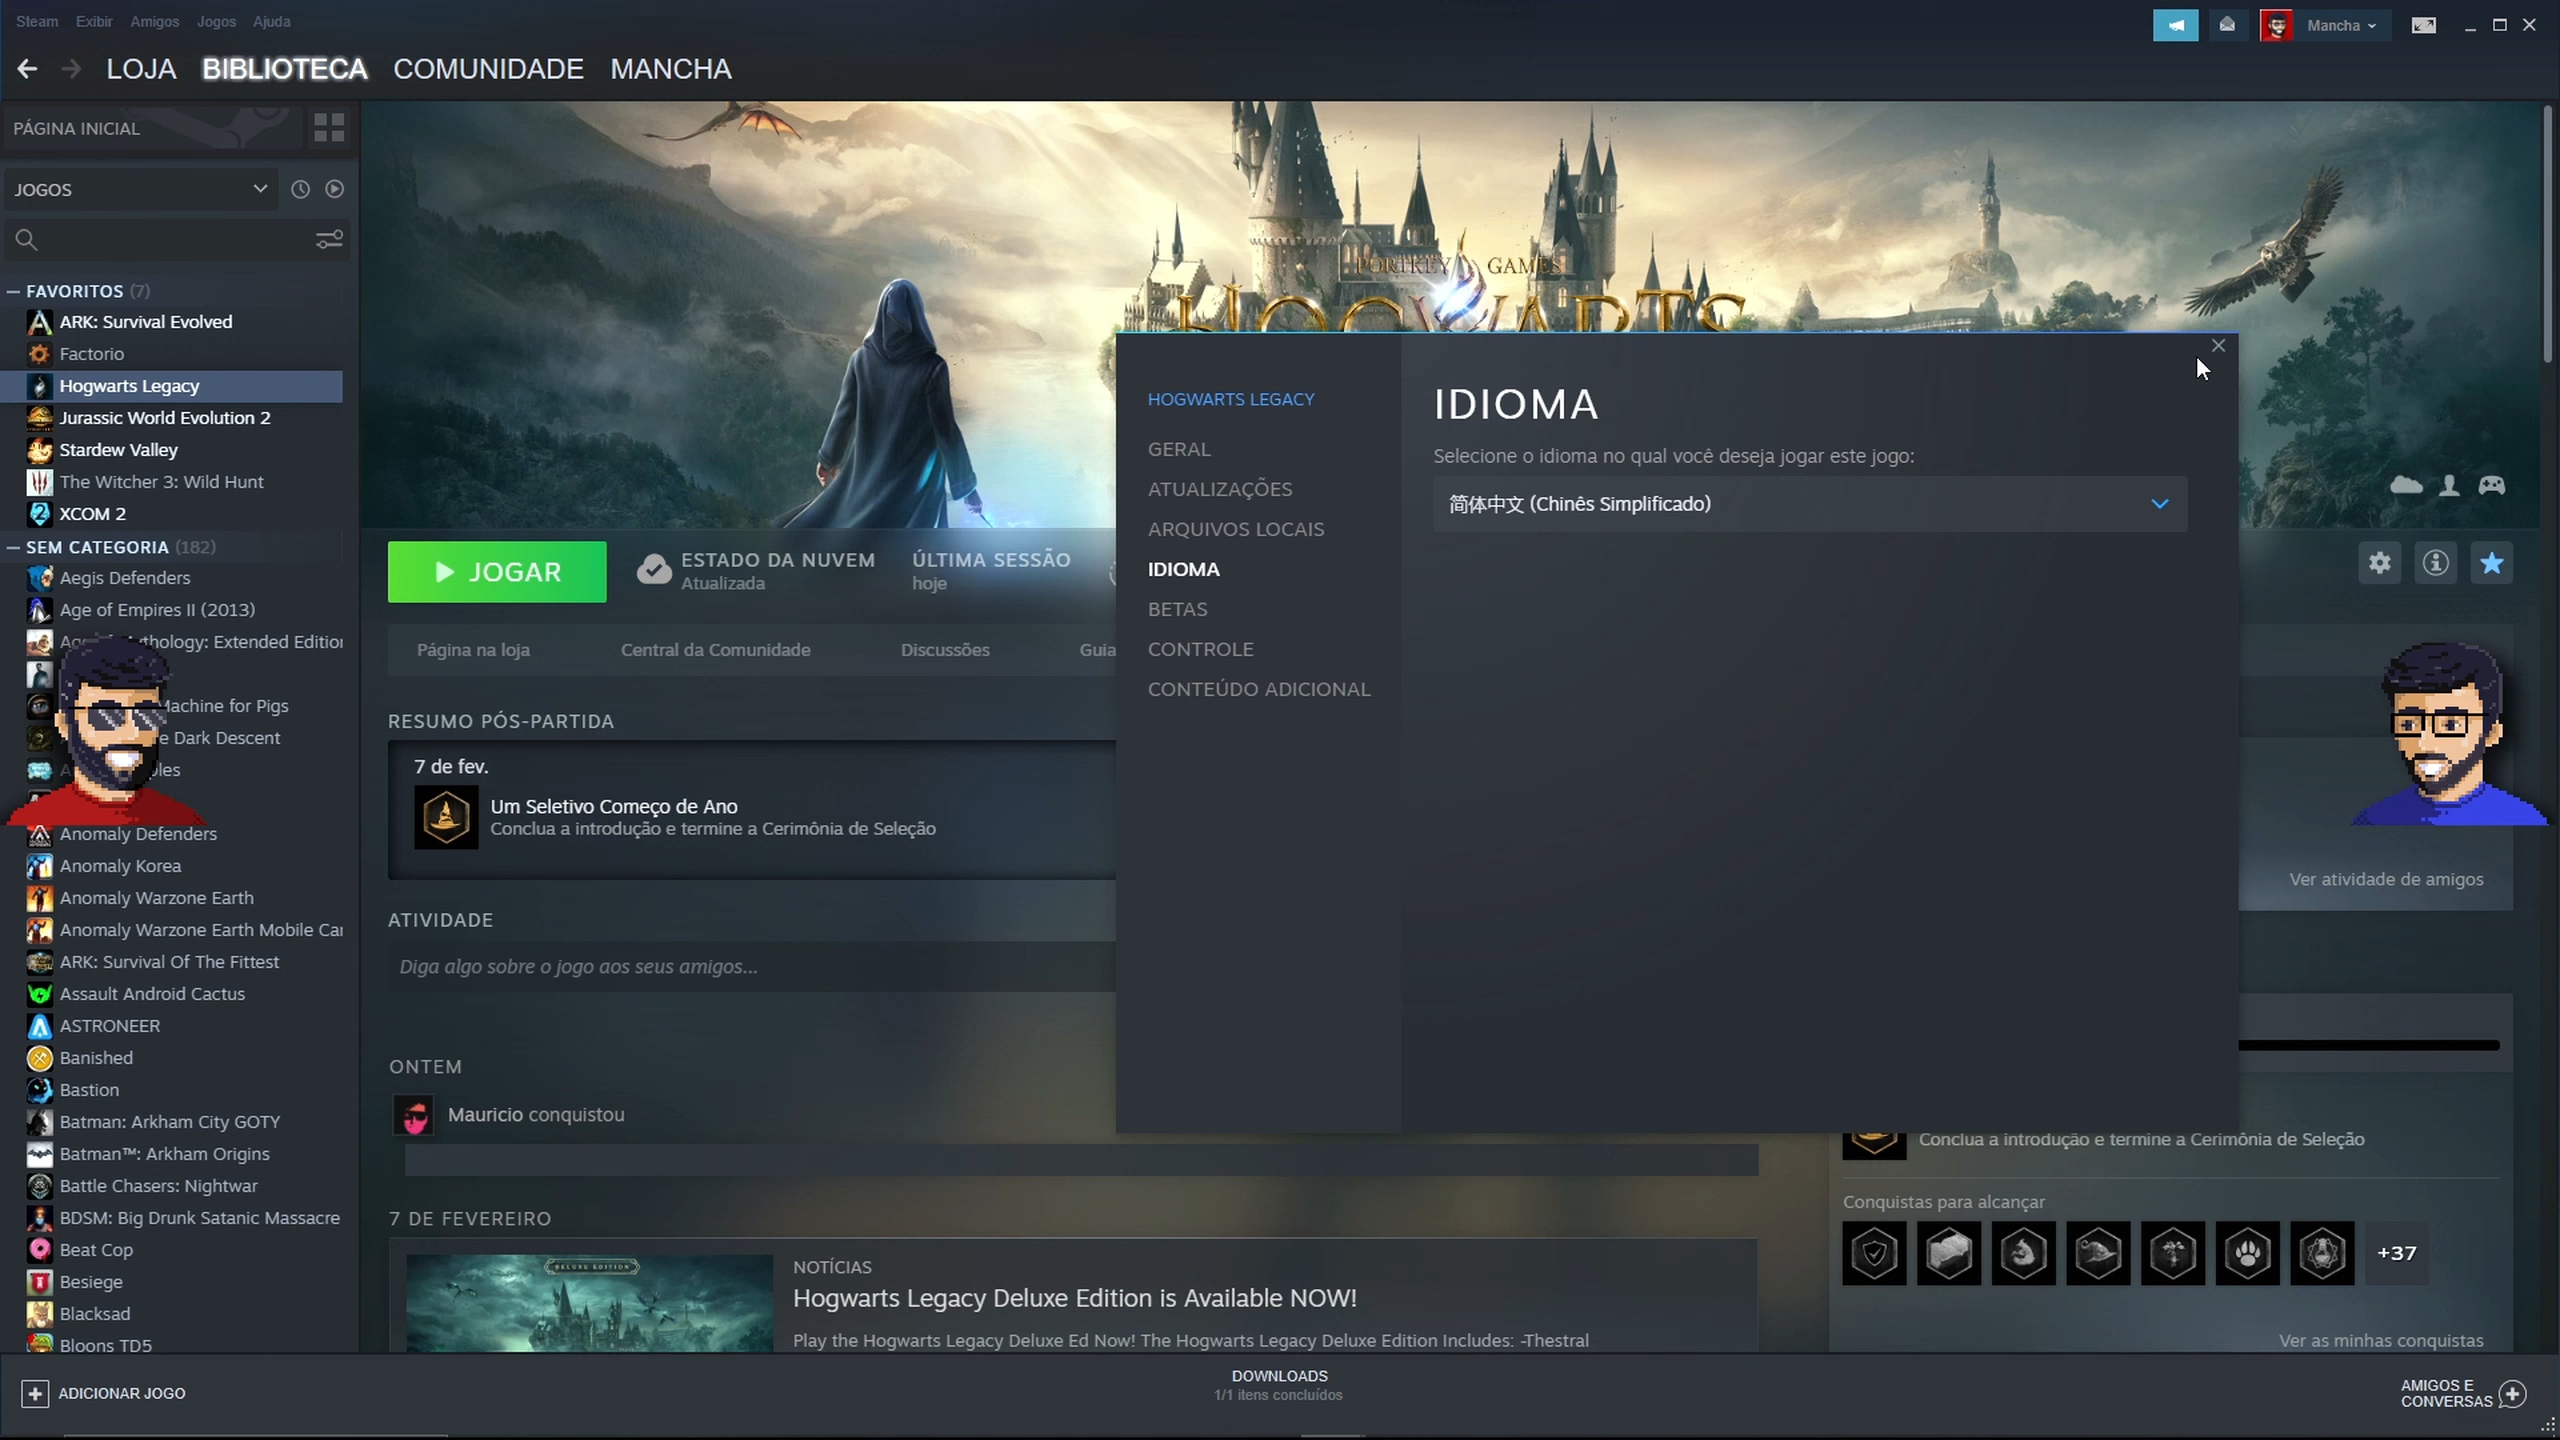 Steam Exibir Amigos Jogos Ajuda
Mancha
LOJA BIBLIOTECA COMUNIDADE MANCHA
PÁGINA INICIAL
JOGOS
FAVORITOS (7)
ARK: Survival Evolved
Factorio
Hogwarts Legacy
Jurassic World Evolution 2
Stardew Valley
The Witcher 3: Wild Hunt
XCOM 2
SEM CATEGORIA (182)
Aegis Defenders
Age of Empires II (2013)
thology: Extended Edition
Machine for Pigs
e Dark Descent
Anomaly Defenders
Anomaly Korea
Anomaly Warzone Earth
Anomaly Warzone Earth Mobile Ca
ARK: Survival Of The Fittest
Assault Android Cactus
ASTRONEER
Banished
Bastion
Batman: Arkham City GOTY
Batman™: Arkham Origins
Battle Chasers: Nightwar
BDSM: Big Drunk Satanic Massacre
Beat Cop
Besiege
Blacksad
Bloons TD5
ADICIONAR JOGO
PORTKEY GAMES
HOGWARTS
JOGAR
ESTADO DA NUVEM
Atualizada
ÚLTIMA SESSÃO
hoje
Página na loja Central da Comunidade Discussões Guia
RESUMO PÓS-PARTIDA
7 de fev.
Um Seletivo Começo de Ano
Conclua a introdução e termine a Cerimônia de Seleção
ATIVIDADE
Diga algo sobre o jogo aos seus amigos...
ONTEM
Mauricio conquistou
7 DE FEVEREIRO
DELUXE EDITION
NOTÍCIAS
Hogwarts Legacy Deluxe Edition is Available NOW!
Play the Hogwarts Legacy Deluxe Ed Now! The Hogwarts Legacy Deluxe Edition Includes: -Thestral
HOGWARTS LEGACY
GERAL
ATUALIZAÇÕES
ARQUIVOS LOCAIS
IDIOMA
BETAS
CONTROLE
CONTEÚDO ADICIONAL
IDIOMA
Selecione o idioma no qual você deseja jogar este jogo:
简体中文 (Chinês Simplificado)
Ver atividade de amigos
Conclua a introdução e termine a Cerimônia de Seleção
Conquistas para alcançar
+37
Ver as minhas conquistas
DOWNLOADS
1/1 itens concluídos
AMIGOS E
CONVERSAS